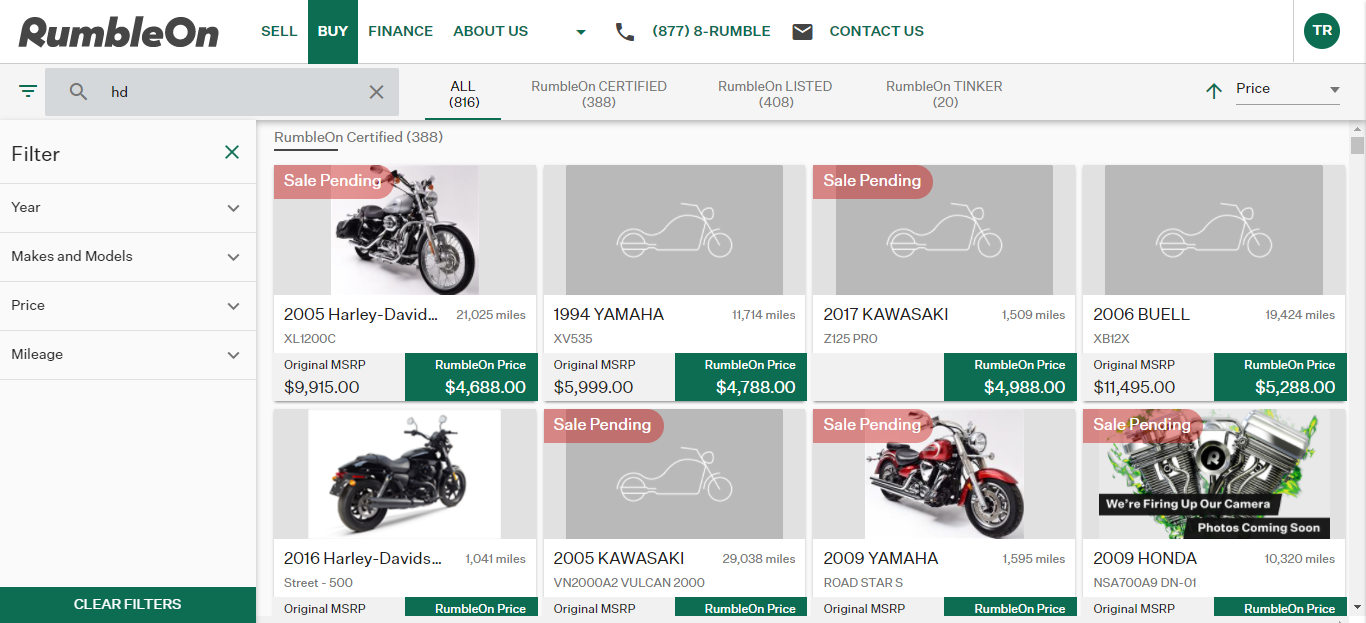 RumbleOn
SELL
BUY
FINANCE
ABOUT US
(877) 8-RUMBLE
CONTACT US
TR
hd
ALL
(816)
RumbleOn CERTIFIED
(388)
RumbleOn LISTED
(408)
RumbleOn TINKER
(20)
Price
Filter
Year
Makes and Models
Price
Mileage
CLEAR FILTERS
RumbleOn Certified (388)
Sale Pending
2005 Harley-David... 21,025 miles
XL1200C
Original MSRP RumbleOn Price
$9,915.00 $4,688.00
1994 YAMAHA 11,714 miles
XV535
Original MSRP RumbleOn Price
$5,999.00 $4,788.00
Sale Pending
2017 KAWASAKI 1,509 miles
Z125 PRO
RumbleOn Price
$4,988.00
2006 BUELL 19,424 miles
XB12X
Original MSRP RumbleOn Price
$11,495.00 $5,288.00
2016 Harley-Davids... 1,041 miles
Street - 500
Original MSRP RumbleOn Price
Sale Pending
2005 KAWASAKI 29,038 miles
VN2000A2 VULCAN 2000
Original MSRP RumbleOn Price
Sale Pending
2009 YAMAHA 1,595 miles
ROAD STAR S
Original MSRP RumbleOn Price
Sale Pending
R
We're Firing Up Our Camera
Photos Coming Soon
2009 HONDA 10,320 miles
NSA700A9 DN-01
Original MSRP RumbleOn Price